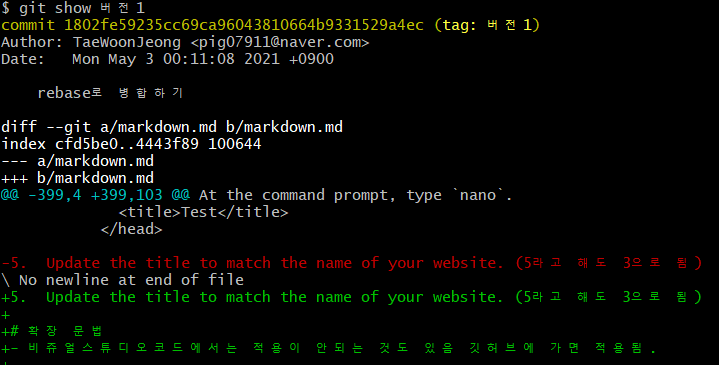 $ git show 버전1
commit 1802fe59235cc69ca96043810664b9331529a4ec (tag: 버전1)
Author: TaeWoonJeong <pig07911@naver.com>
Date:   Mon May 3 00:11:08 2021 +0900

    rebase로 병합하기

diff --git a/markdown.md b/markdown.md
index cfd5be0..4443f89 100644
--- a/markdown.md
+++ b/markdown.md
@@ -399,4 +399,103 @@ At the command prompt, type `nano`.
             <title>Test</title>
           </head>

-5.  Update the title to match the name of your website. (5라고 해도 3으로 됨)
\ No newline at end of file
+5.  Update the title to match the name of your website. (5라고 해도 3으로 됨)
+
+# 확장 문법
+- 비쥬얼스튜디오코드에서는 적용이 안되는 것도 있음 깃허브에 가면 적용됨.
+